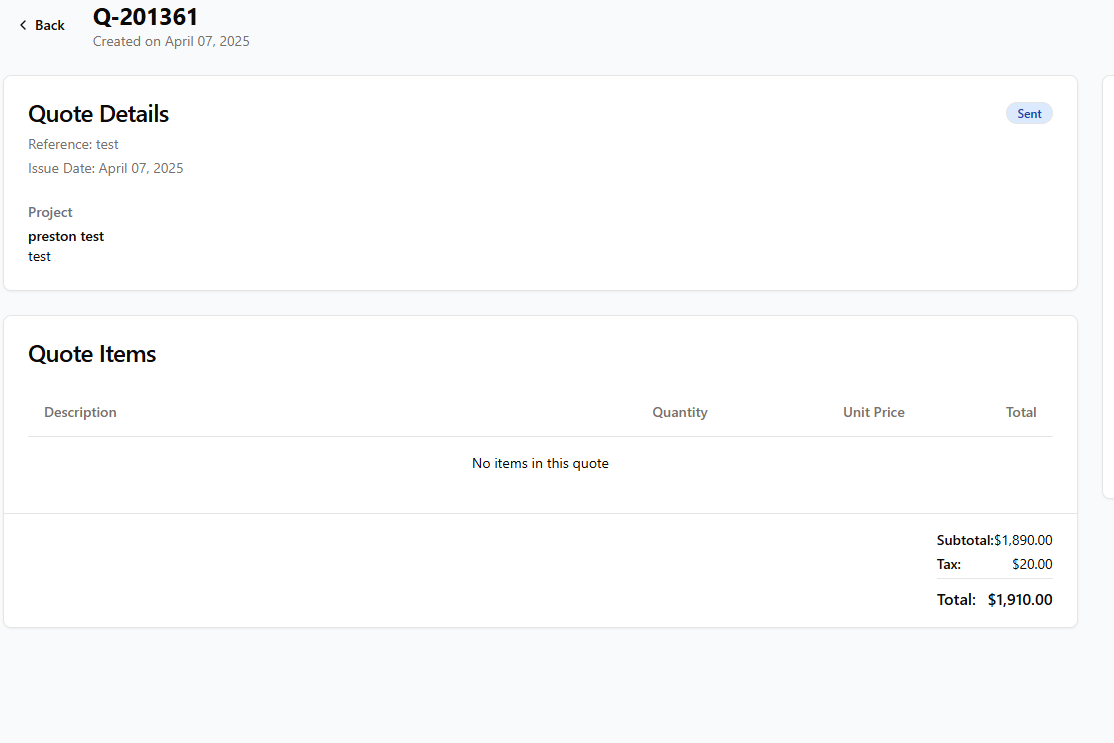 Back
Q-201361
Created on April 07, 2025
Quote Details
Sent
Reference: test
Issue Date: April 07, 2025
Project
preston test
test
Quote Items
Description Quantity Unit Price Total
No items in this quote
Subtotal:$1,890.00
Tax: $20.00
Total: $1,910.00